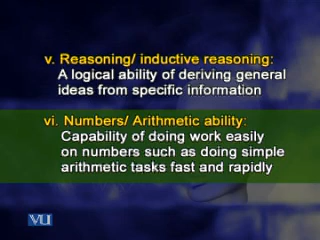 v. Reasoning/ inductive reasoning:
A logical ability of deriving general
ideas from specific information
vi. Numbers/ Arithmetic ability:
Capability of doing work easily
on numbers such as doing simple
arithmetic tasks fast and rapidly
VU